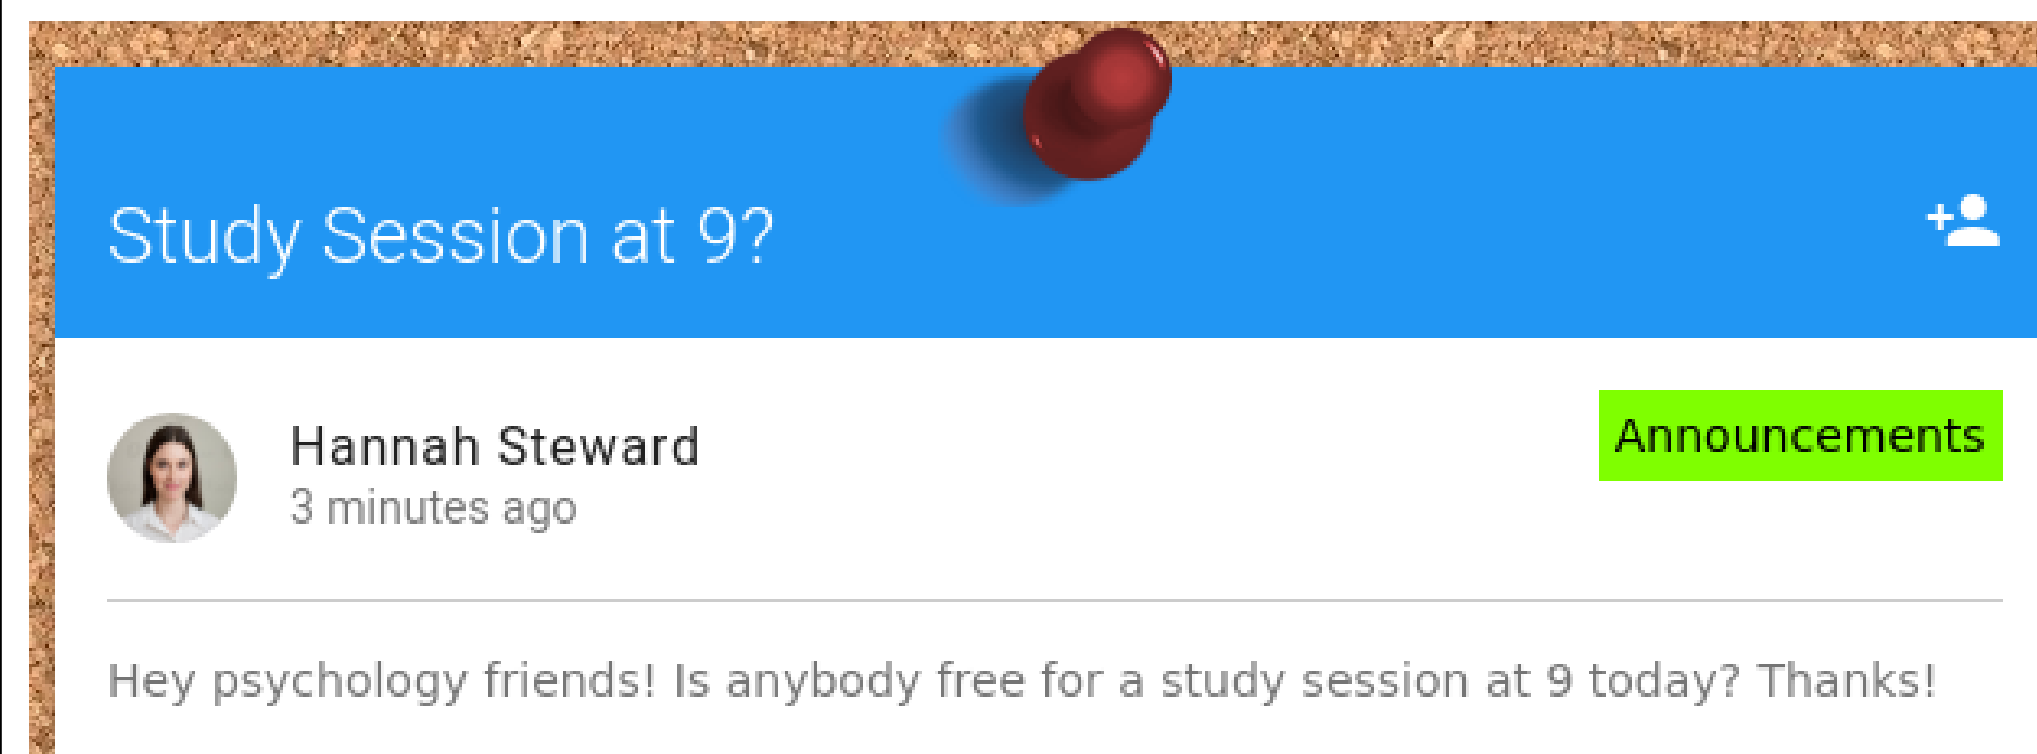 Study Session at 9?
Hannah Steward
Announcements
3 minutes ago
Hey psychology friends! Is anybody free for a study session at 9 today? Thanks!